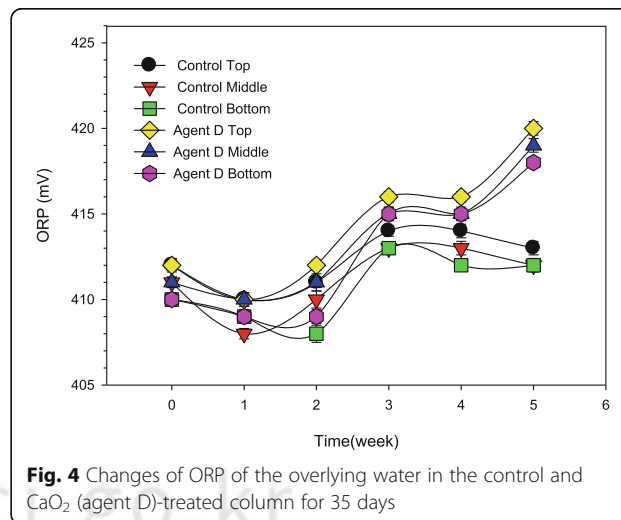 425
420
415
410
405
ORP (mV)
Control Top
Control Middle
Control Bottom
Agent D Top
Agent D Middle
Agent D Bottom
0 1 2 3 4 5 6
Time(week)
Fig. 4 Changes of ORP of the overlying water in the control and
CaO₂ (agent D)-treated column for 35 days